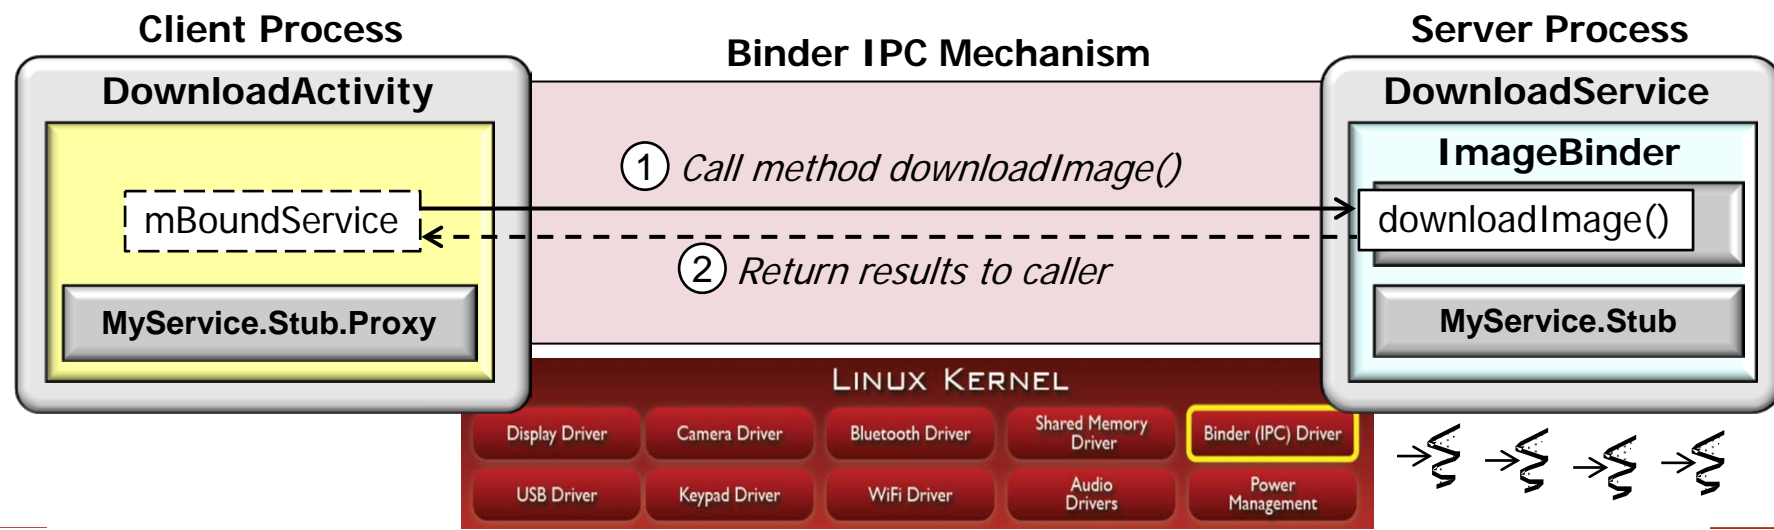 Client Process
Binder IPC Mechanism
Server Process
DownloadActivity
mBoundService
MyService.Stub.Proxy
1 Call method downloadImage()
2 Return results to caller
DownloadService
ImageBinder
downloadImage()
MyService.Stub
LINUX KERNEL
Display Driver
Camera Driver
Bluetooth Driver
Shared Memory
Driver
Binder (IPC) Driver
USB Driver
Keypad Driver
WiFi Driver
Audio
Drivers
Power
Management